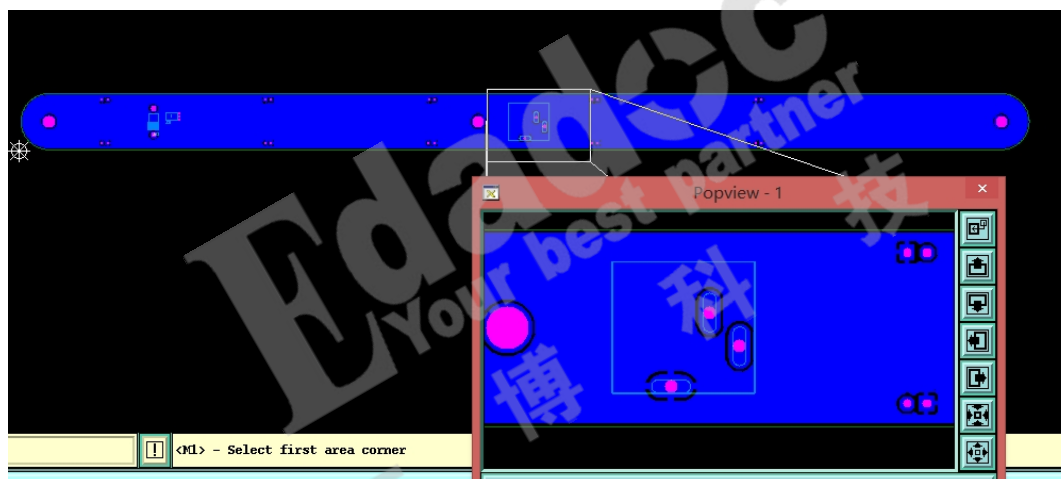 Edadoc
Your best partner
博科技
Popview - 1
<M1> - Select first area corner